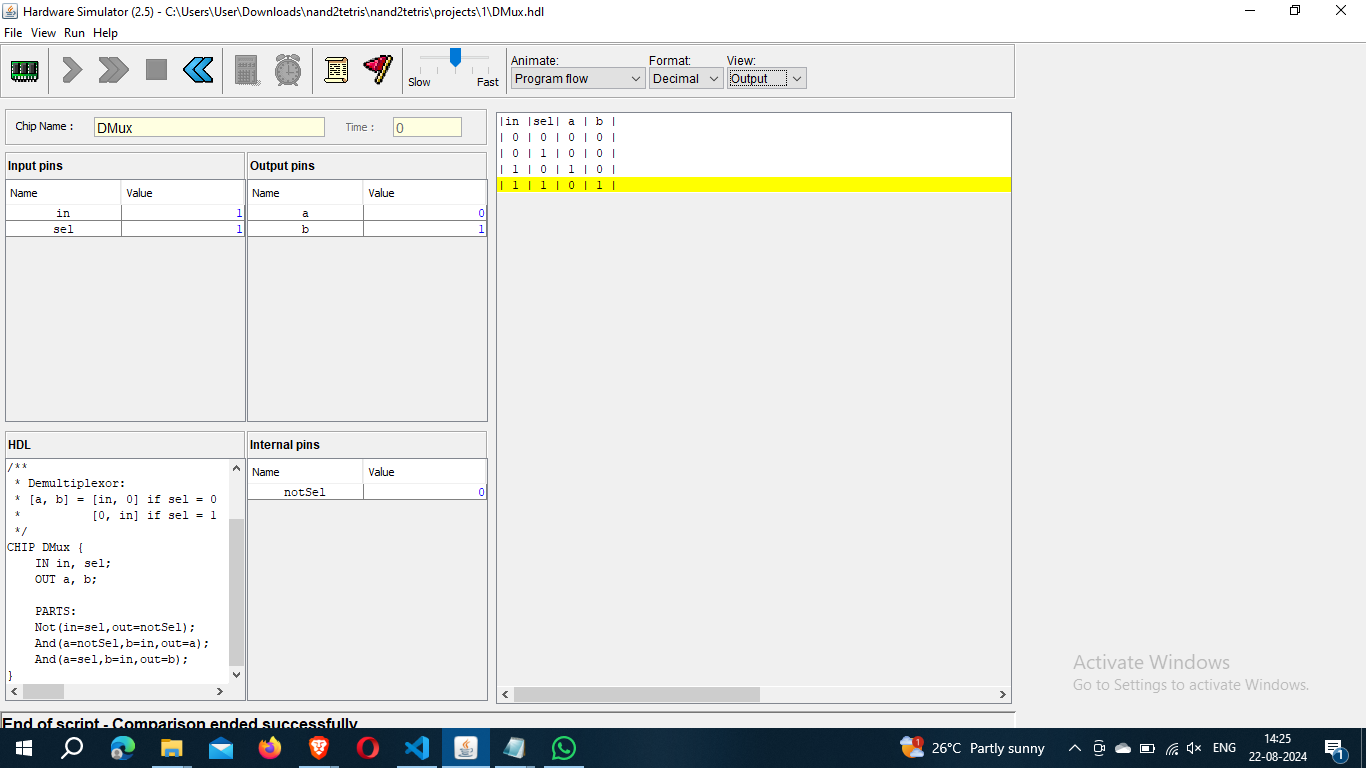 Hardware Simulator (2.5) - C:\Users\User\Downloads\nand2tetris\nand2tetris\projects\1\DMux.hdl
File View Run Help
Slow Fast
Animate: Format: View:
Program flow Decimal Output
Chip Name : DMux Time : 0
Input pins
Name Value
in 1
sel 1
Output pins
Name Value
a 0
b 1
|in |sel| a | b |
| 0 | 0 | 0 | 0 |
| 0 | 1 | 0 | 0 |
| 1 | 0 | 1 | 0 |
| 1 | 1 | 0 | 1 |
HDL
/**
* Demultiplexor:
* [a, b] = [in, 0] if sel = 0
* [0, in] if sel = 1
*/
CHIP DMux {
IN in, sel;
OUT a, b;
PARTS:
Not(in=sel,out=notSel);
And(a=notSel,b=in,out=a);
And(a=sel,b=in,out=b);
}
Internal pins
Name Value
notSel 0
End of script - Comparison ended successfully
Activate Windows
Go to Settings to activate Windows.
1
26°C Partly sunny
ENG
14:25
22-08-2024
1